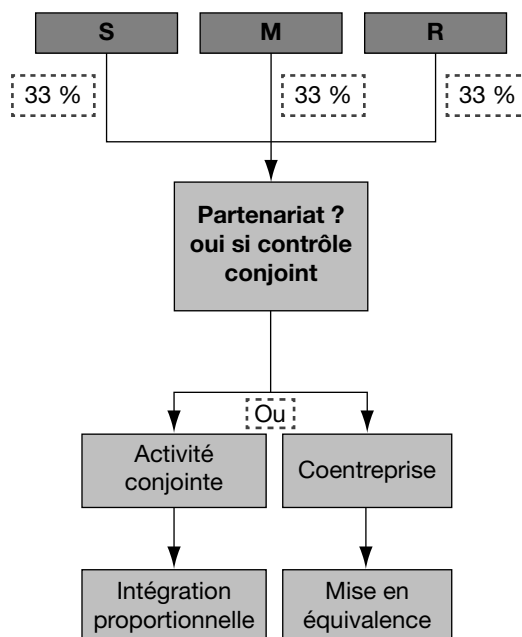 S M R
33 % 33 % 33 %
Partenariat ?
oui si contrôle
conjoint
Ou
Activité
conjointe
Coentreprise
Intégration
proportionnelle
Mise en
équivalence